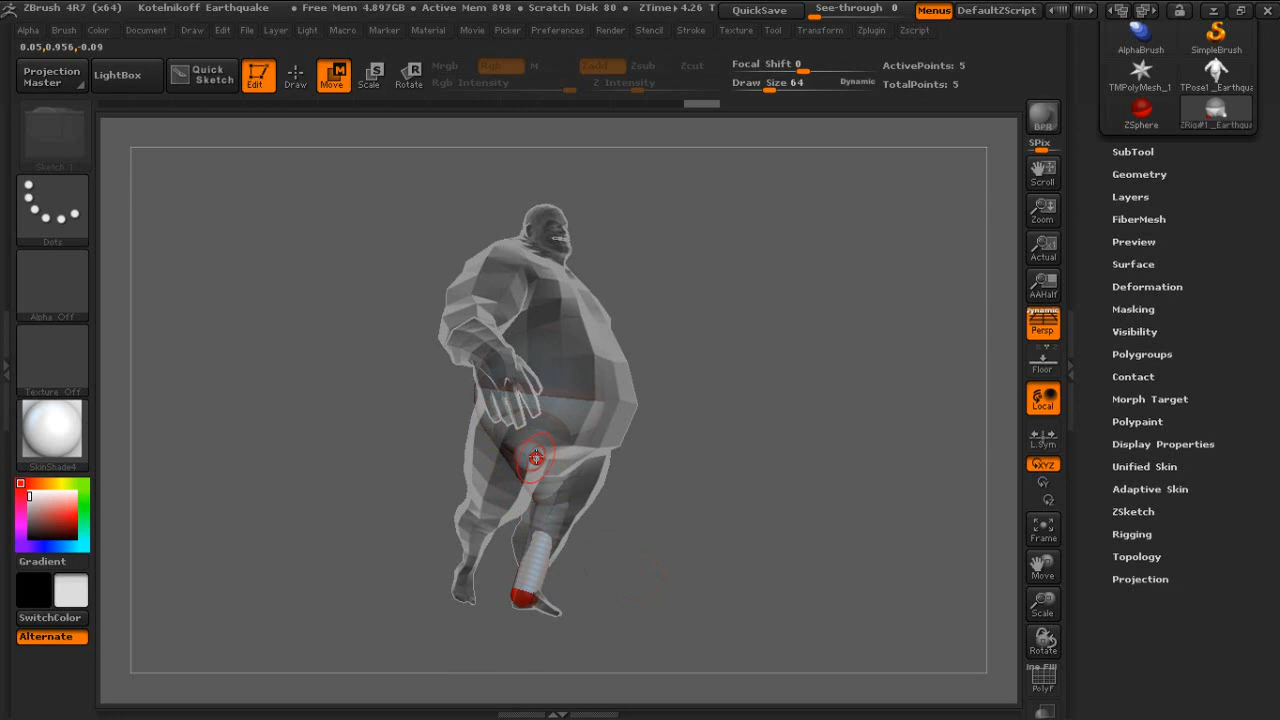 ZBrush 4R7 (x64) Kotelnikoff Earthquake • Free Mem 4.897GB • Active Mem 898 • Scratch Disk 80 • ZTime▸4.26 T QuickSave See-through 0 Menus DefaultZScript
Alpha Brush Color Document Draw Edit File Layer Light Macro Marker Material Movie Picker Preferences Render Stencil Stroke Texture Tool Transform Zplugin Zscript
0.05,0.956,-0.09
Projection Master
LightBox
Quick Sketch
Edit
Draw
Move
Scale
Rotate
Mrgb Rgb M
Rgb Intensity
Zadd Zsub Zcut
Z Intensity
Focal Shift 0
Draw Size 64 Dynamic
ActivePoints: 5
TotalPoints: 5
Sketch 1
Dots
Alpha Off
Texture Off
SkinShade4
Gradient
SwitchColor
Alternate
BPR
SPix
Scroll
Zoom
Actual
AAHalf
Dynamic
Persp
Floor
Local
L.Sym
XYZ
Y
Z
Frame
Move
Scale
Rotate
PolyF
AlphaBrush
SimpleBrush
TMPolyMesh_1
TPose1_Earthqua
ZSphere
ZRig#1_Earthqua
SubTool
Geometry
Layers
FiberMesh
Preview
Surface
Deformation
Masking
Visibility
Polygroups
Contact
Morph Target
Polypaint
Display Properties
Unified Skin
Adaptive Skin
ZSketch
Rigging
Topology
Projection